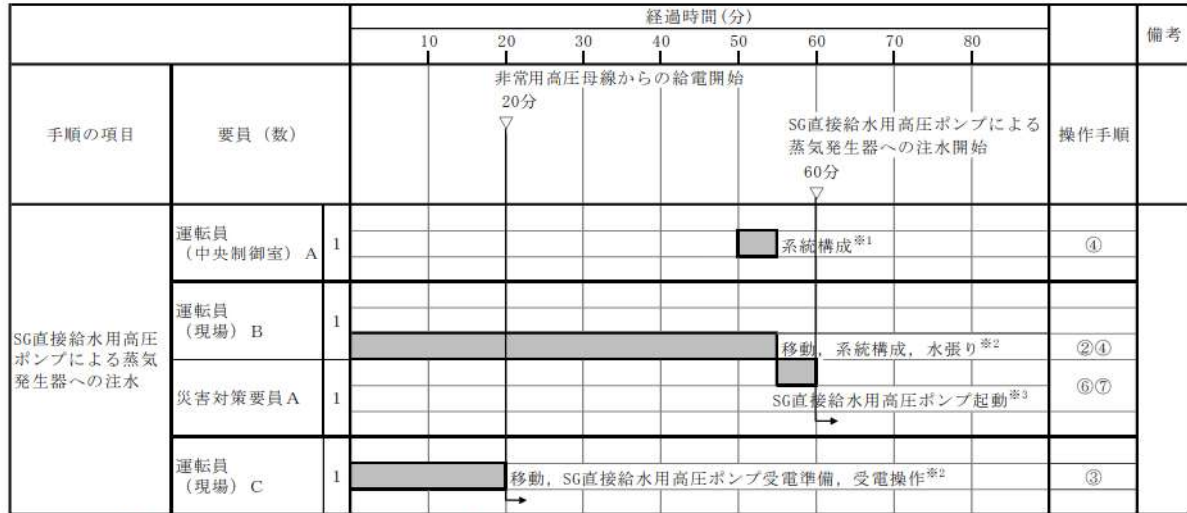 経過時間(分)
備考
10 20 30 40 50 60 70 80
手順の項目
要員(数)
非常用高圧母線からの給電開始
20分
▽
SG直接給水用高圧ポンプによる
蒸気発生器への注水開始
60分
▽
操作手順
SG直接給水用高圧
ポンプによる蒸気
発生器への注水
運転員
(中央制御室)A
1
系統構成※1
④
運転員
(現場)B
1
移動,系統構成,水張り※2
②④
災害対策要員A
1
SG直接給水用高圧ポンプ起動※3
⑥⑦
運転員
(現場)C
1
移動,SG直接給水用高圧ポンプ受電準備,受電操作※2
③